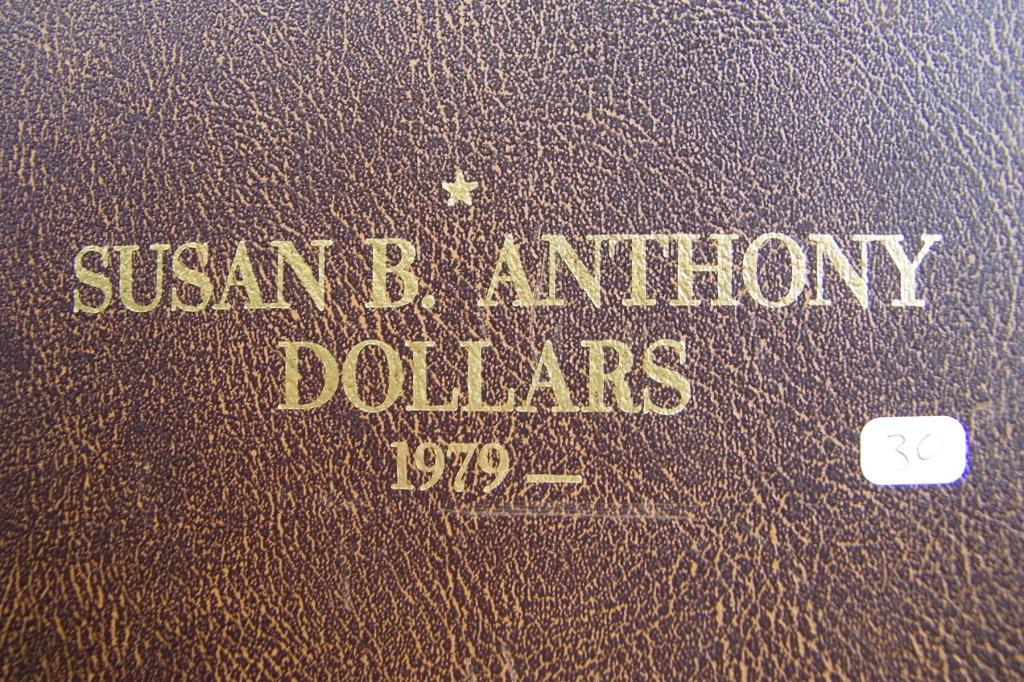 SUSAN B. ANTHONY
DOLLARS
1979 —
30